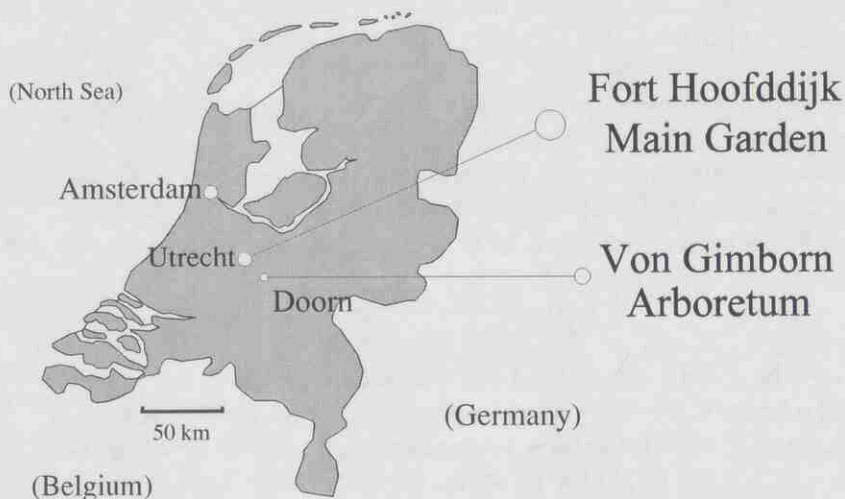 (North Sea)
Fort Hoofddijk
Main Garden
Amsterdam
Utrecht
Von Gimborn
Arboretum
Doorn
50 km
(Germany)
(Belgium)